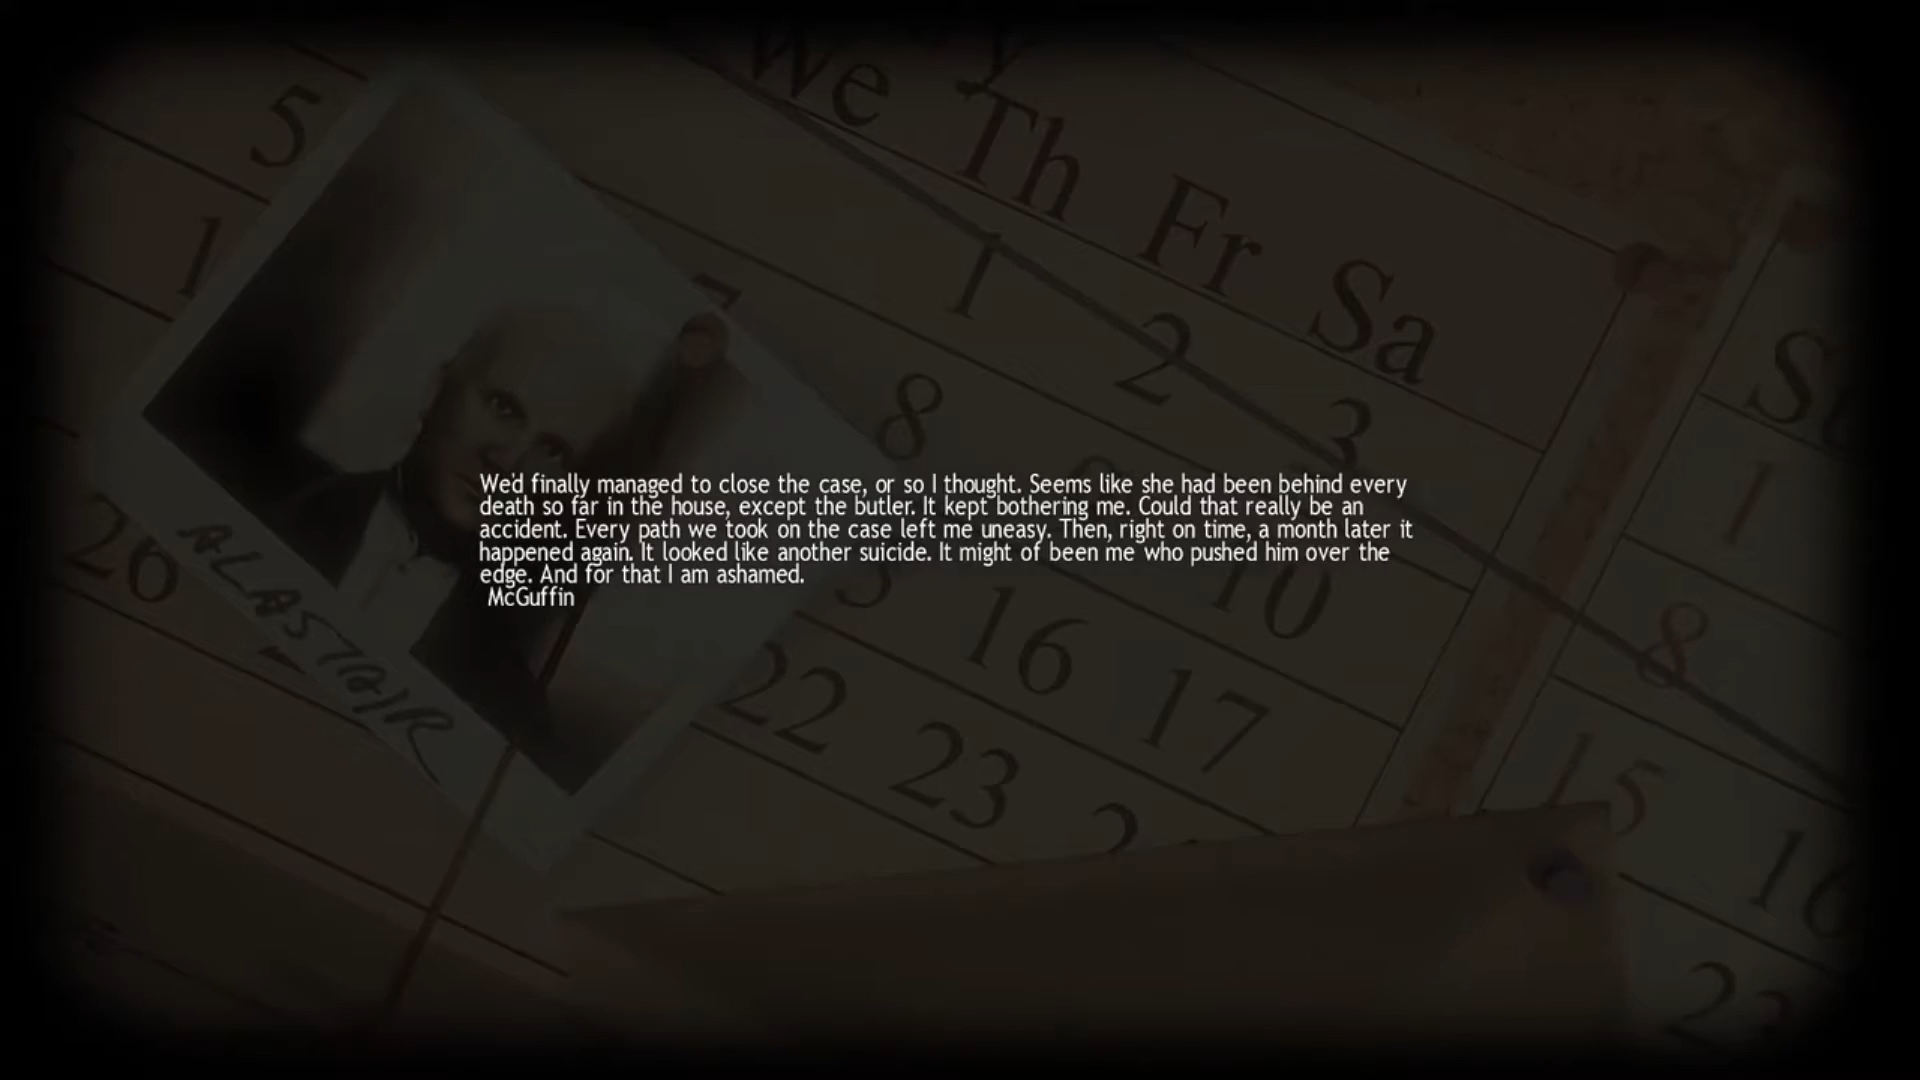 We
Th
Fr
Sa
5
1
1
2
3
8
1
8
10
16
17
22
23
15
26
ALASTAIR
We'd finally managed to close the case, or so I thought. Seems like she had been behind every
death so far in the house, except the butler. It kept bothering me. Could that really be an
accident. Every path we took on the case left me uneasy. Then, right on time, a month later it
happened again. It looked like another suicide. It might of been me who pushed him over the
edge. And for that I am ashamed.
McGuffin